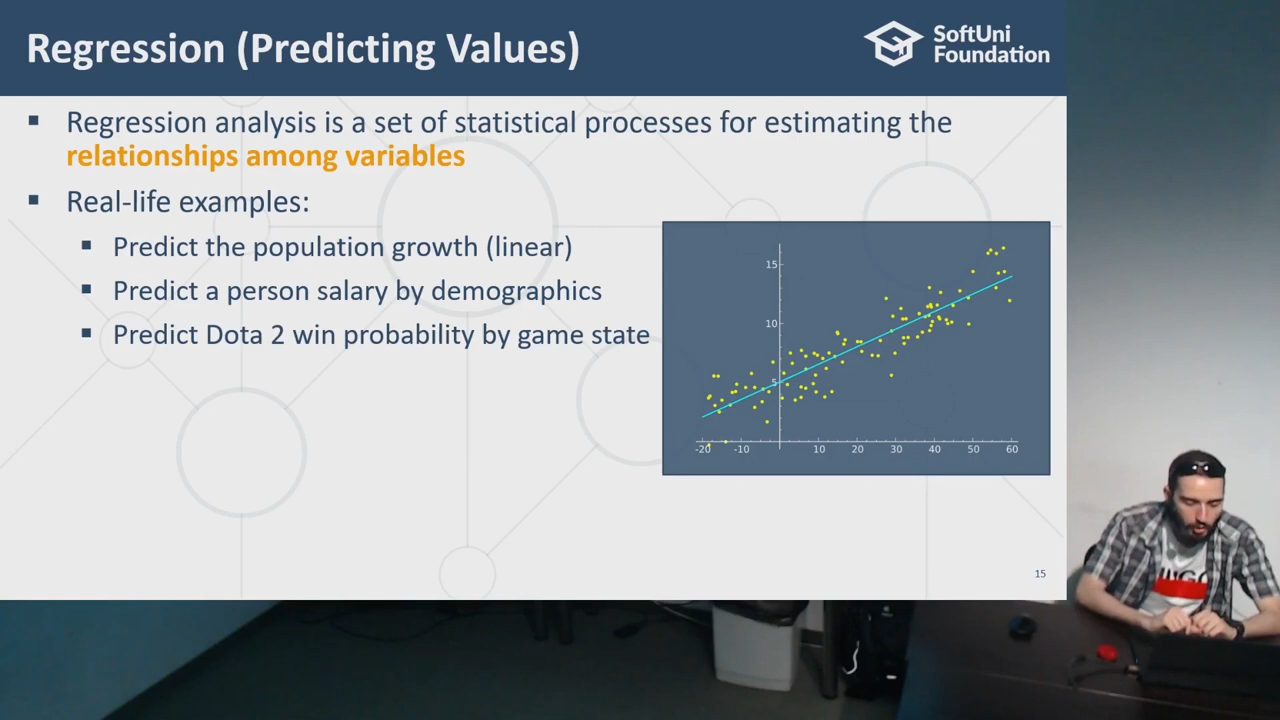 Regression (Predicting Values)
SoftUni
Foundation
▪ Regression analysis is a set of statistical processes for estimating the
relationships among variables
▪ Real-life examples:
▪ Predict the population growth (linear)
▪ Predict a person salary by demographics
▪ Predict Dota 2 win probability by game state
15
10
5
-20 -10 10 20 30 40 50 60
15